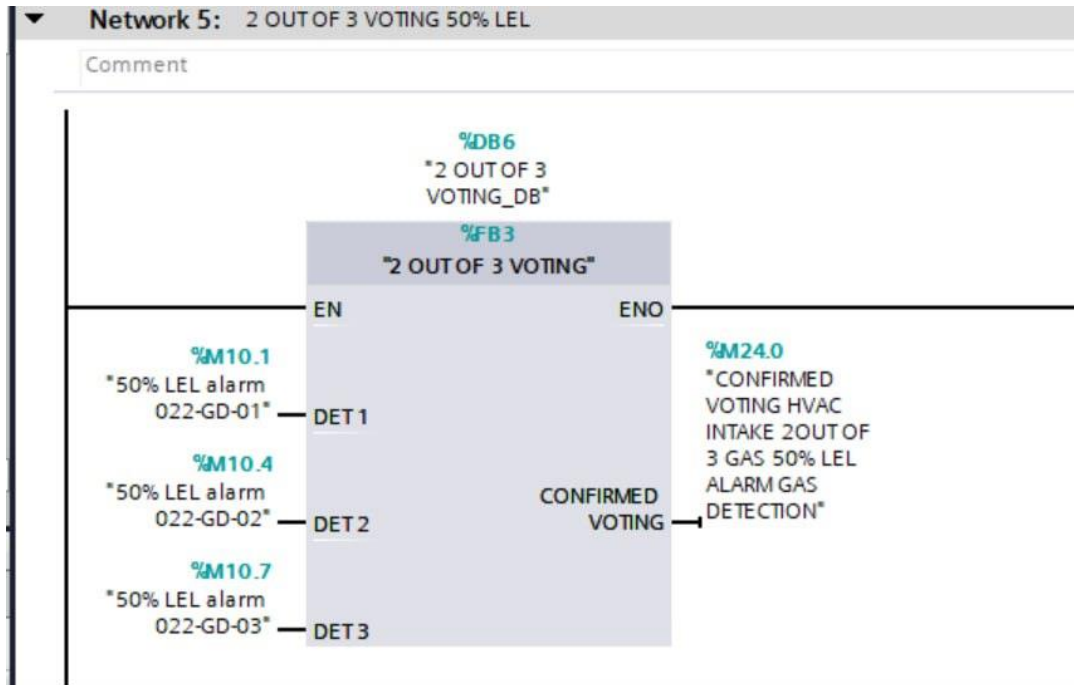 Network 5: 2 OUT OF 3 VOTING 50% LEL
Comment
%DB6
"2 OUT OF 3
VOTING_DB"
%FB3
"2 OUT OF 3 VOTING"
EN
ENO
%M10.1
"50% LEL alarm
022-GD-01"
DET 1
%M10.4
"50% LEL alarm
022-GD-02"
DET 2
%M10.7
"50% LEL alarm
022-GD-03"
DET 3
CONFIRMED
VOTING
%M24.0
"CONFIRMED
VOTING HVAC
INTAKE 2OUT OF
3 GAS 50% LEL
ALARM GAS
DETECTION"